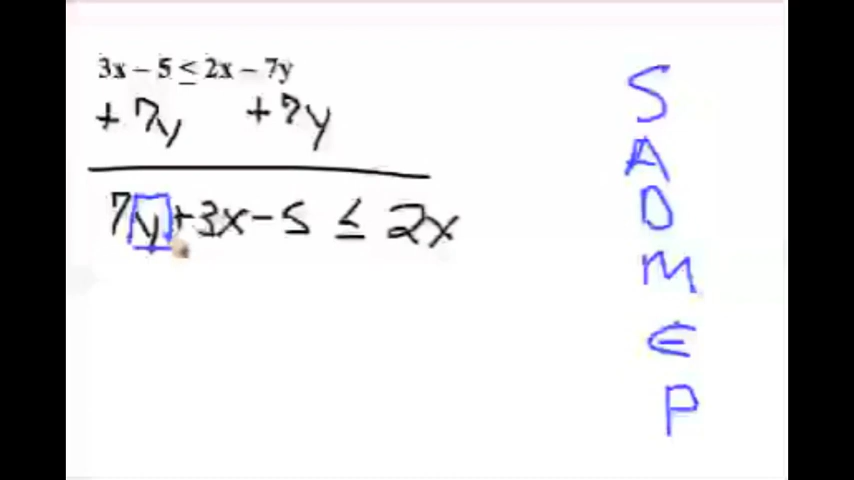 3x – 5 ≤ 2x – 7y
+ 7y + 7y
7y + 3x - 5 ≤ 2x
S
A
D
M
E
P